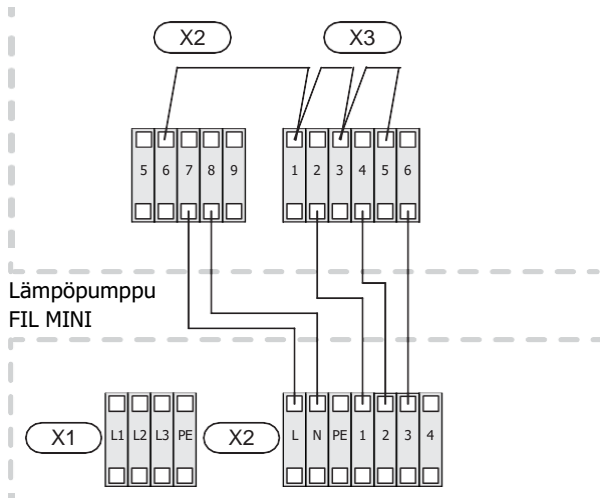 X2 X3
5 6 7 8 9 1 2 3 4 5 6
Lämpöpumppu
FIL MINI
X1 L1 L2 L3 PE X2 L N PE 1 2 3 4